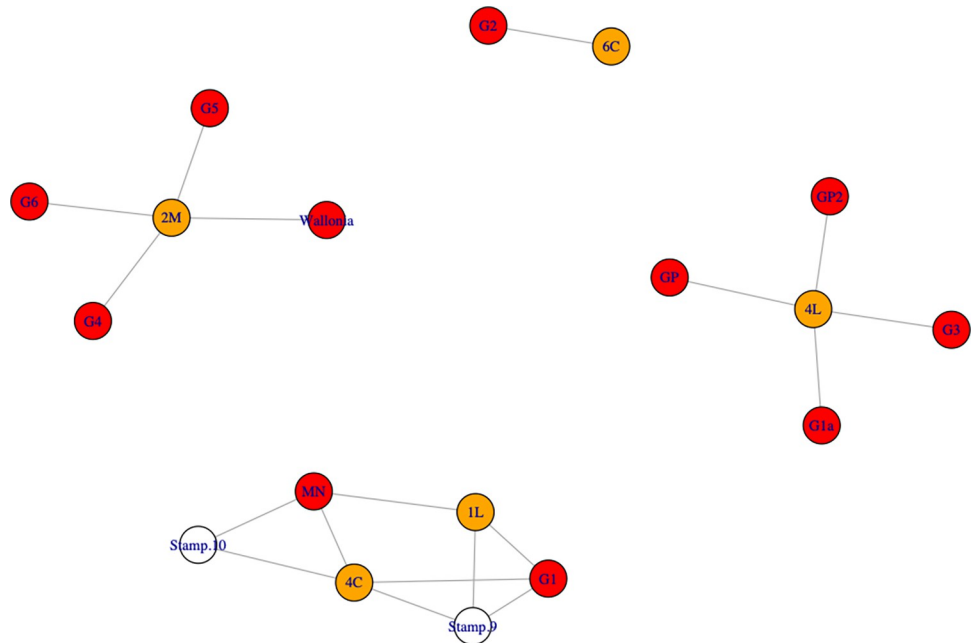 G2
6C
G5
G6
2M
Wallonia
G4
GP2
GP
4L
G3
G1a
MN
1L
Stamp.10
4C
G1
Stamp.9